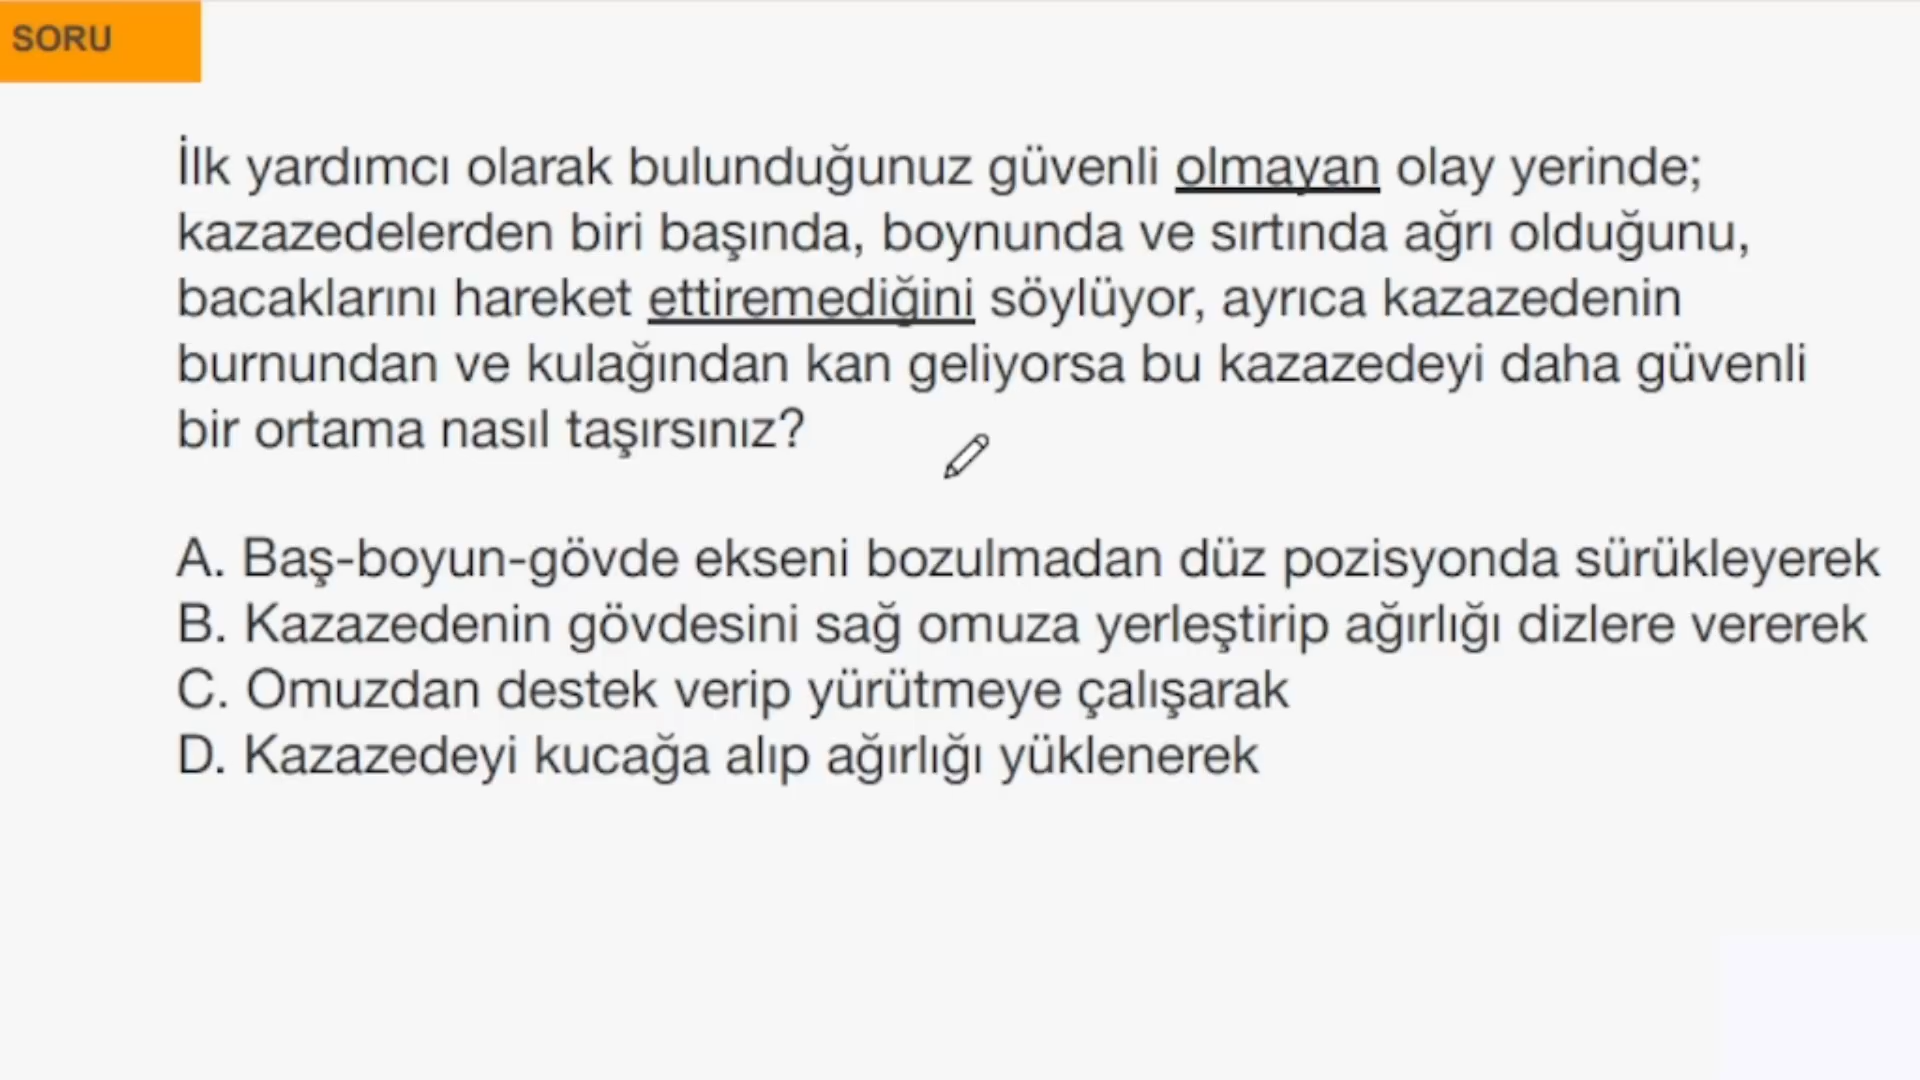 SORU
İlk yardımcı olarak bulunduğunuz güvenli olmayan olay yerinde;
kazazedelerden biri başında, boynunda ve sırtında ağrı olduğunu,
bacaklarını hareket ettiremediğini söylüyor, ayrıca kazazedenin
burnundan ve kulağından kan geliyorsa bu kazazedeyi daha güvenli
bir ortama nasıl taşırsınız?
A. Baş-boyun-gövde ekseni bozulmadan düz pozisyonda sürükleyerek
B. Kazazedenin gövdesini sağ omuza yerleştirip ağırlığı dizlere vererek
C. Omuzdan destek verip yürütmeye çalışarak
D. Kazazedeyi kucağa alıp ağırlığı yüklenerek